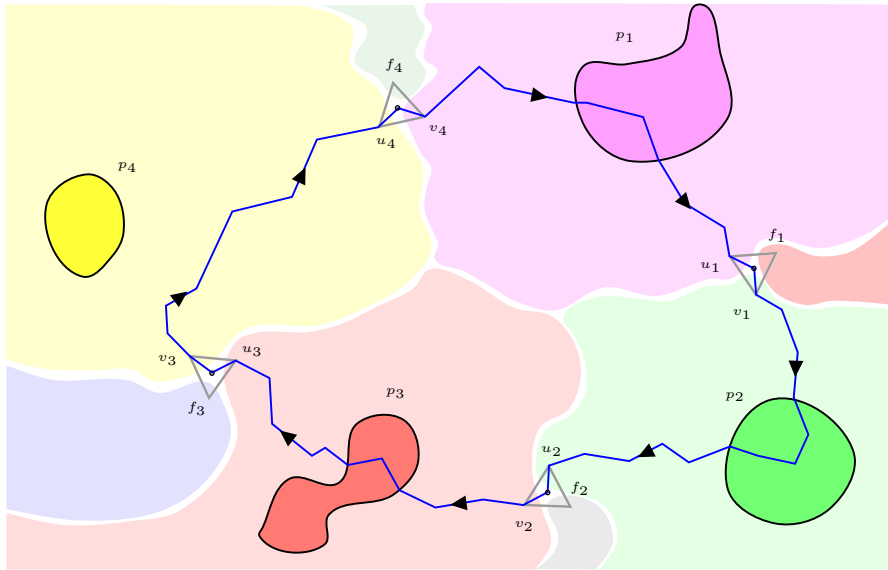 p₁
f₄
v₄
u₄
p₄
f₁
u₁
v₁
u₃
v₃
p₃
p₂
f₃
u₂
f₂
v₂